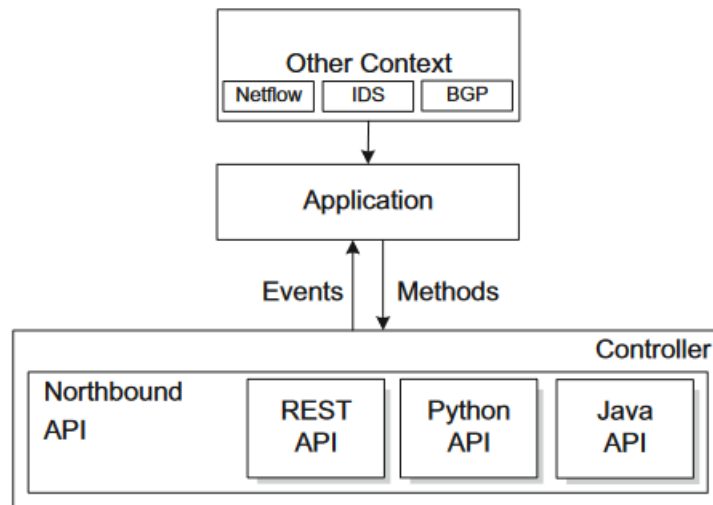 Other Context
Netflow IDS BGP
Application
Events Methods
Controller
Northbound
API
REST
API
Python
API
Java
API